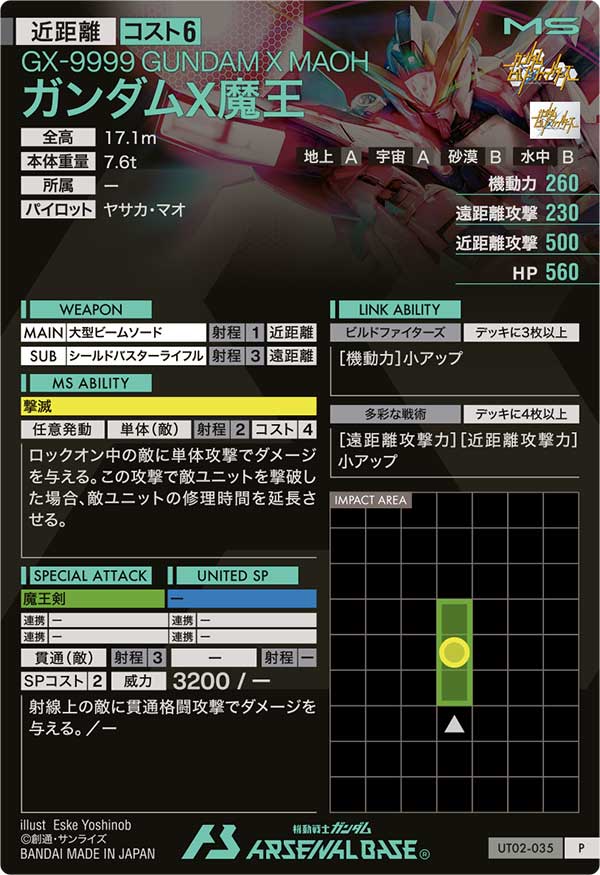 近距離 コスト6 MS
GX-9999 GUNDAM X MAOH
ガンダムX魔王
全高 17.1m
本体重量 7.6t
所属 ー
パイロット ヤサカ・マオ
地上 A 宇宙 A 砂漠 B 水中 B
機動力 260
遠距離攻撃 230
近距離攻撃 500
HP 560
WEAPON
MAIN 大型ビームソード 射程 1 近距離
SUB シールドバスターライフル 射程 3 遠距離
MS ABILITY
撃滅
任意発動 単体(敵) 射程 2 コスト 4
ロックオン中の敵に単体攻撃でダメージ
を与える。この攻撃で敵ユニットを撃破し
た場合、敵ユニットの修理時間を延長さ
せる。
SPECIAL ATTACK UNITED SP
魔王剣 ー
連携 ー 連携 ー
連携 ー 連携 ー
貫通(敵) 射程 3 ー 射程 ー
SPコスト 2 威力 3200 / ー
射線上の敵に貫通格闘攻撃でダメージを
与える。/ー
LINK ABILITY
ビルドファイターズ デッキに3枚以上
[機動力]小アップ
多彩な戦術 デッキに4枚以上
[遠距離攻撃力][近距離攻撃力]
小アップ
IMPACT AREA
illust Eske Yoshinob
©創通・サンライズ
BANDAI MADE IN JAPAN
機動戦士ガンダム
ARSENAL BASE®
UT02-035 P